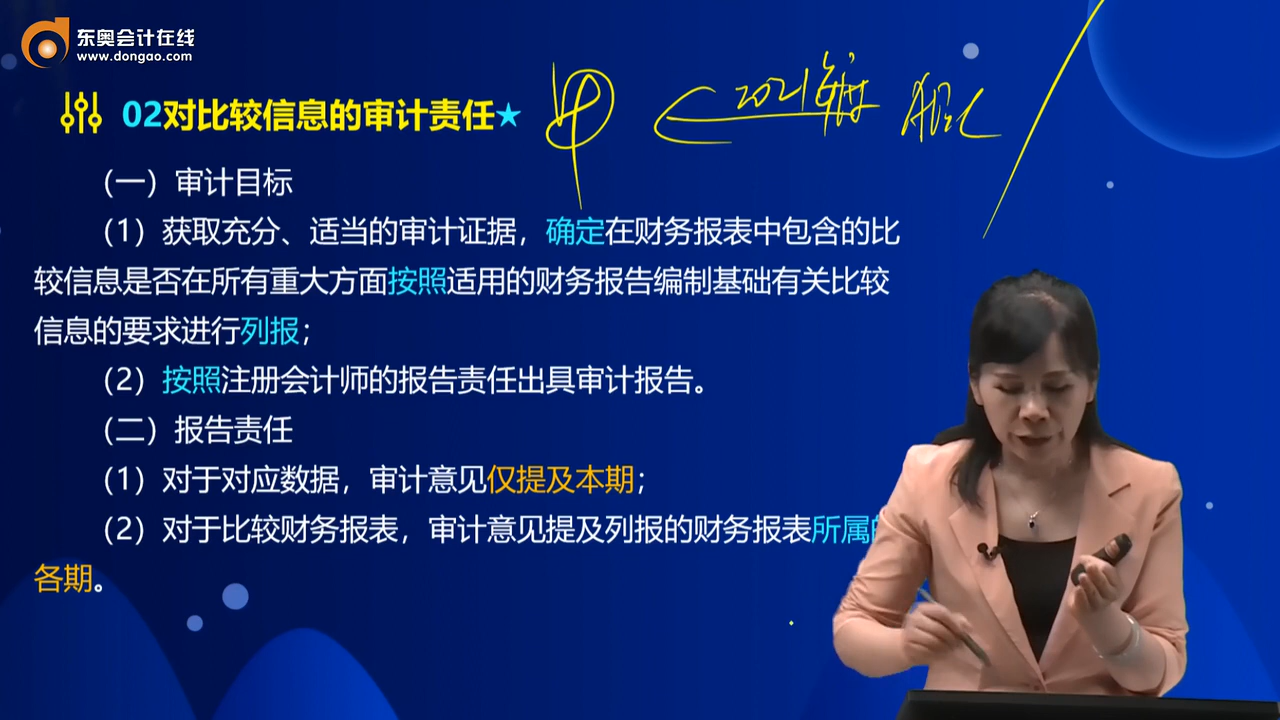 东奥会计在线
www.dongao.com
02对比较信息的审计责任★
甲 2021年
（一）审计目标
（1）获取充分、适当的审计证据，确定在财务报表中包含的比
较信息是否在所有重大方面按照适用的财务报告编制基础有关比较
信息的要求进行列报；
（2）按照注册会计师的报告责任出具审计报告。
（二）报告责任
（1）对于对应数据，审计意见仅提及本期；
（2）对于比较财务报表，审计意见提及列报的财务报表所属
各期。